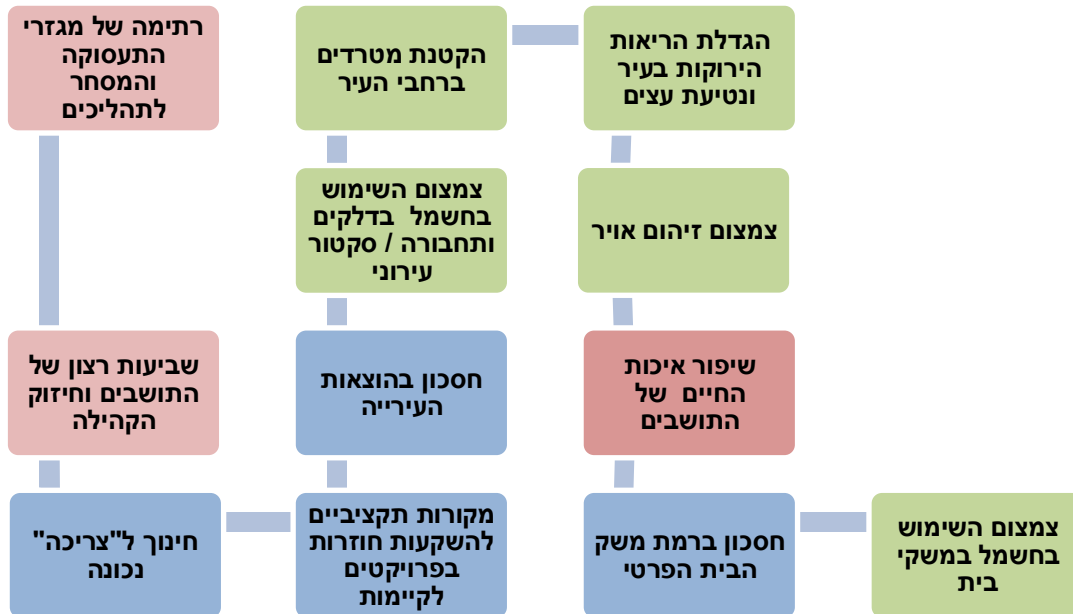 רתימה של מגזרי
התעסוקה
והמסחר
לתהליכים
שביעות רצון של
התושבים וחיזוק
הקהילה
חינוך ל"צריכה"
נכונה
מקורות תקציביים
להשקעות חוזרות
בפרויקטים
לקיימות
חסכון בהוצאות
העירייה
צמצום השימוש
בחשמל בדלקים
ותחבורה / סקטור
עירוני
הקטנת מטרדים
ברחבי העיר
הגדלת הריאות
הירוקות בעיר
ונטיעת עצים
צמצום זיהום אויר
שיפור איכות
החיים של
התושבים
חסכון ברמת משק
הבית הפרטי
צמצום השימוש
בחשמל במשקי
בית